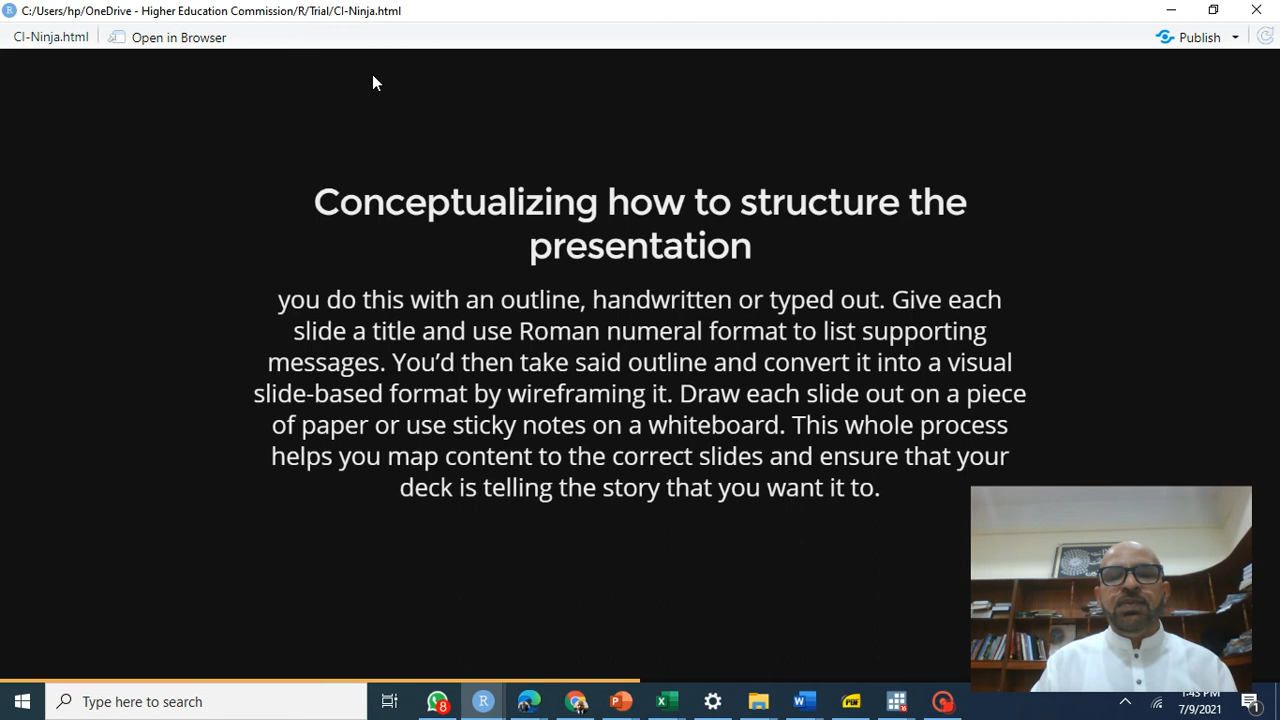 C:/Users/hp/OneDrive - Higher Education Commission/R/Trial/CI-Ninja.html
CI-Ninja.html
Open in Browser
Publish
Conceptualizing how to structure the
presentation
you do this with an outline, handwritten or typed out. Give each
slide a title and use Roman numeral format to list supporting
messages. You’d then take said outline and convert it into a visual
slide-based format by wireframing it. Draw each slide out on a piece
of paper or use sticky notes on a whiteboard. This whole process
helps you map content to the correct slides and ensure that your
deck is telling the story that you want it to.
Type here to search
8
1:43 PM
7/9/2021
1